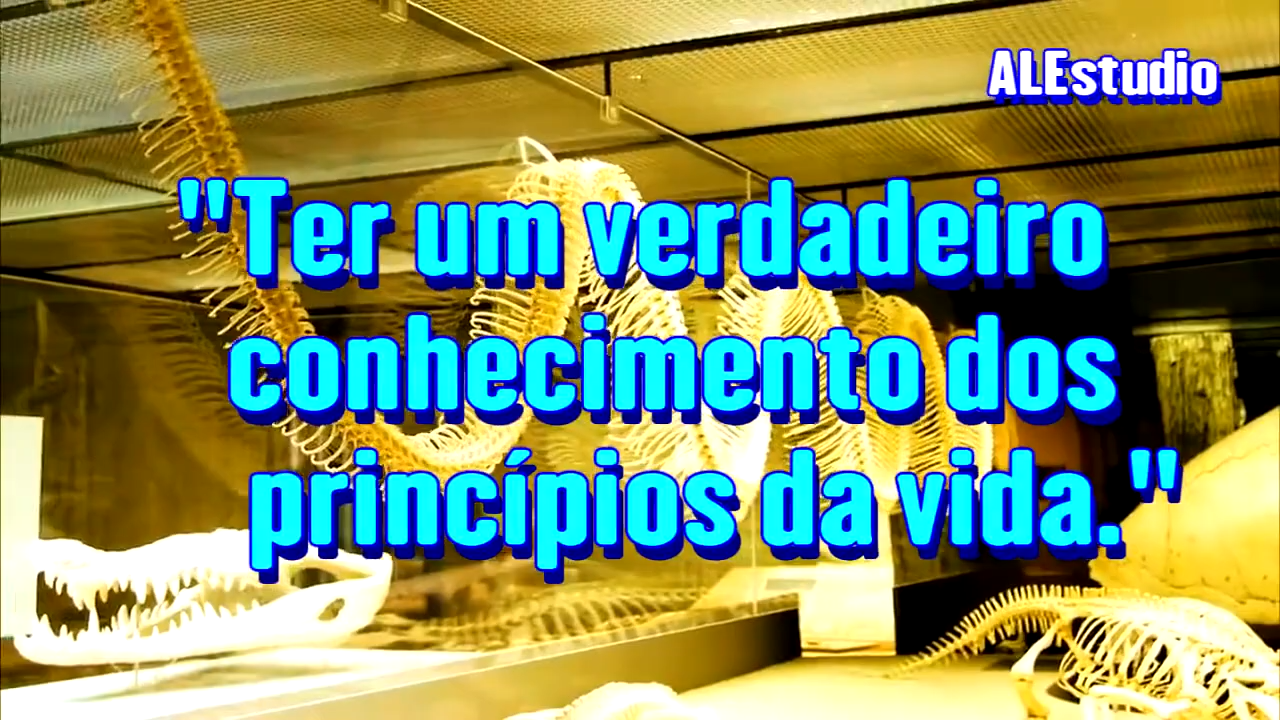 ALEstudio
"Ter um verdadeiro
conhecimento dos
princípios da vida."